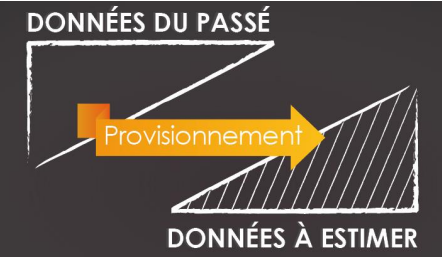 DONNÉES DU PASSÉ
Provisionnement
DONNÉES À ESTIMER